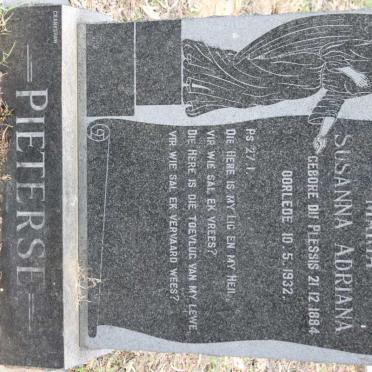 MARIA
SUSANNA ADRIANA
GEBORE DU PLESSIS 21.12.1884
OORLEDE 10.5.1932
PS 27:1.
DIE HERE IS MY LIG EN MY HEIL
VIR WIE SAL EK VREES?
DIE HERE IS DIE TOEVLUG VAN MY LEWE,
VIR WIE SAL EK VERVAARD WEES?
PIETERSE